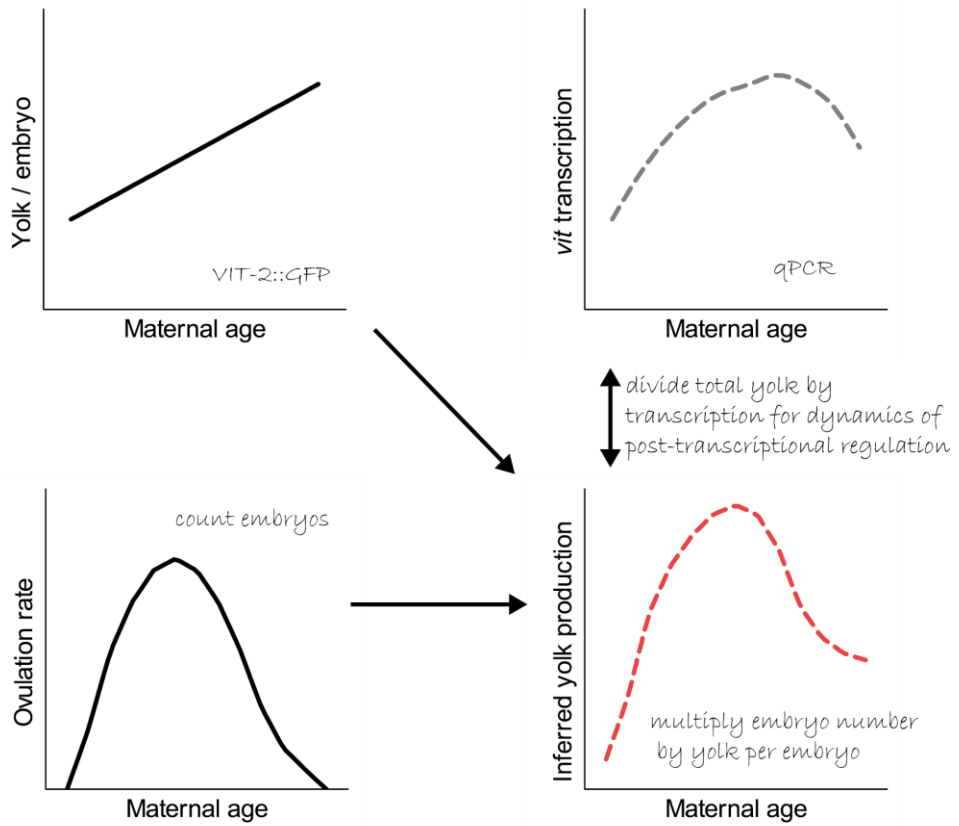 Yolk / embryo
VIT-2::GFP
Maternal age
vit transcription
qPCR
Maternal age
divide total yolk by
transcription for dynamics of
post-transcriptional regulation
Ovulation rate
count embryos
Maternal age
Inferred yolk production
multiply embryo number
by yolk per embryo
Maternal age